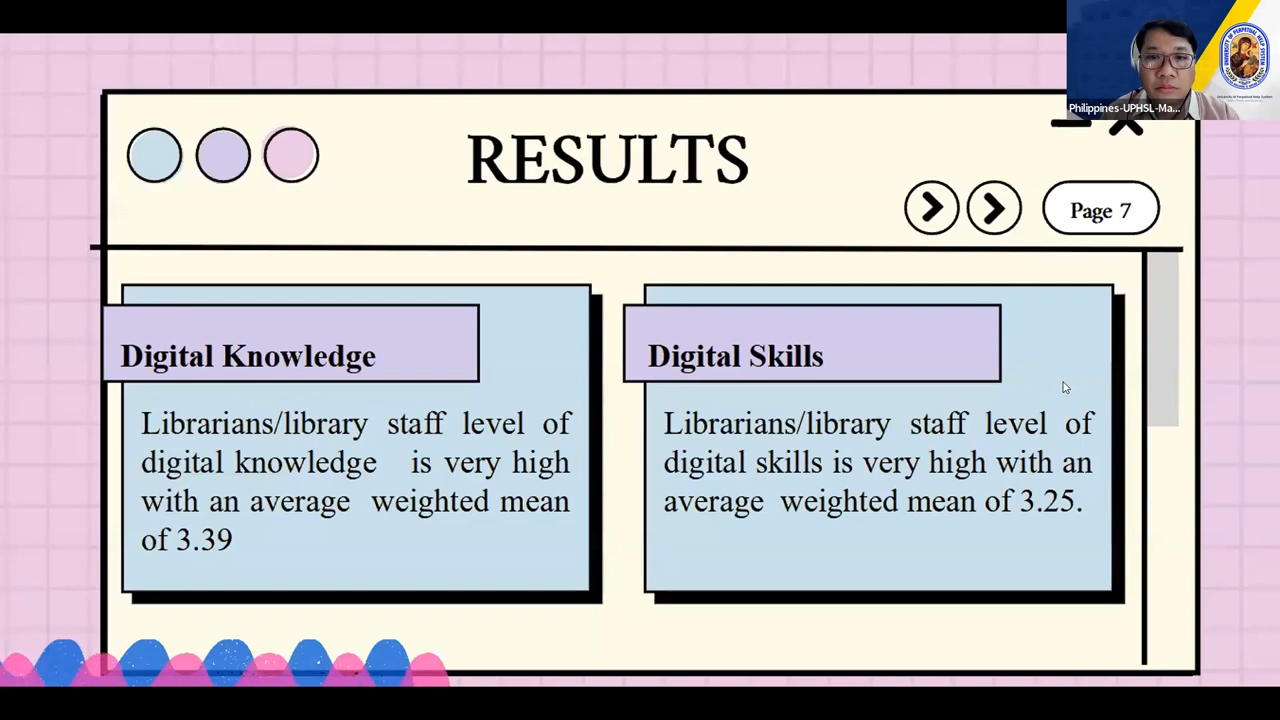 Philippines-UPHSL-Ma...
RESULTS
Page 7
Digital Knowledge
Librarians/library staff level of
digital knowledge is very high
with an average weighted mean
of 3.39
Digital Skills
Librarians/library staff level of
digital skills is very high with an
average weighted mean of 3.25.